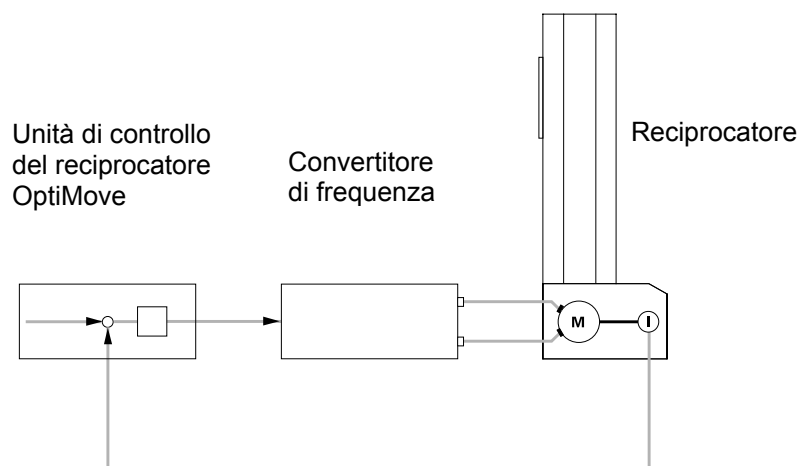 Unità di controllo
del reciprocatore
OptiMove
Convertitore
di frequenza
Reciprocatore
M
I